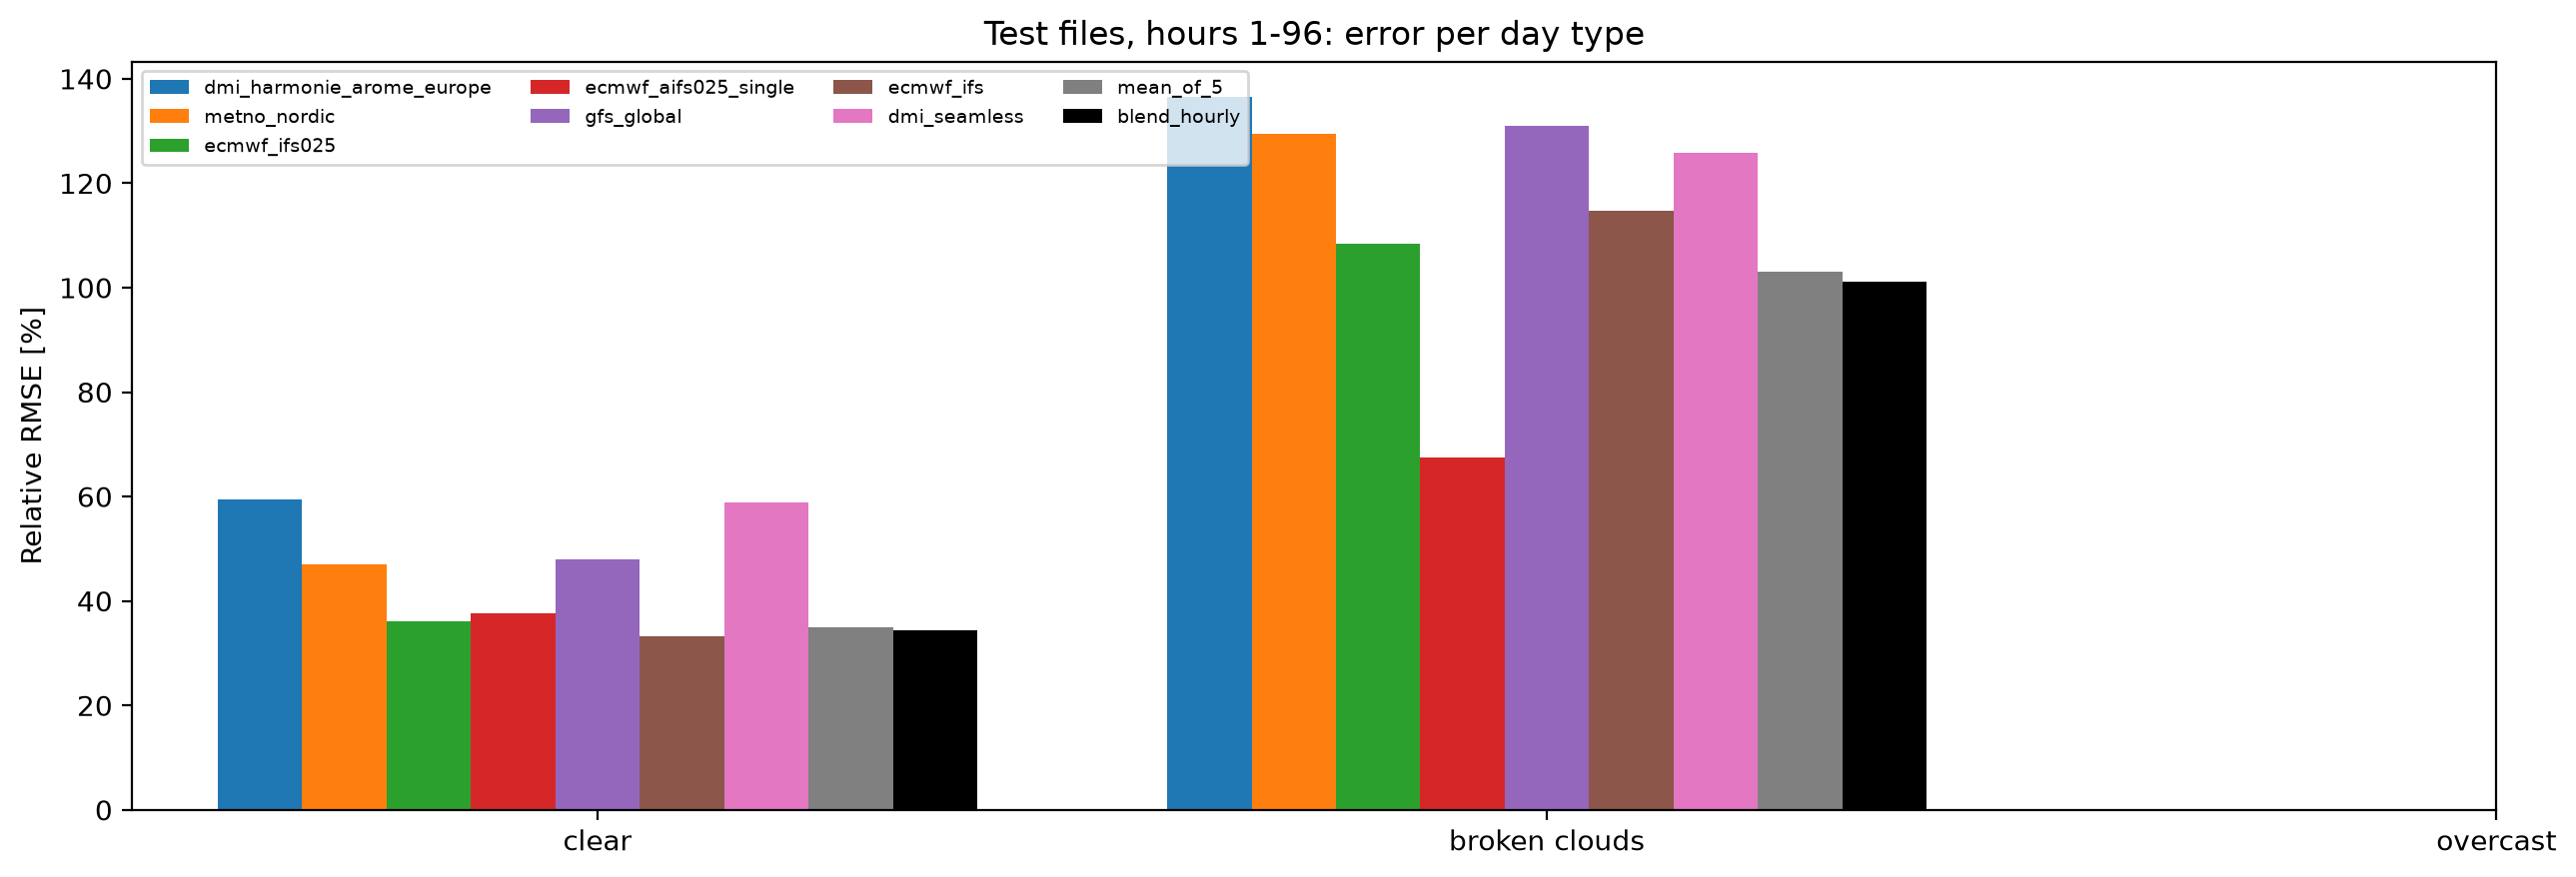 Test files, hours 1-96: error per day type
dmi_harmonie_arome_europe
metno_nordic
ecmwf_ifs025
ecmwf_aifs025_single
gfs_global
ecmwf_ifs
dmi_seamless
mean_of_5
blend_hourly
Relative RMSE [%]
140
120
100
80
60
40
20
0
clear
broken clouds
overcast